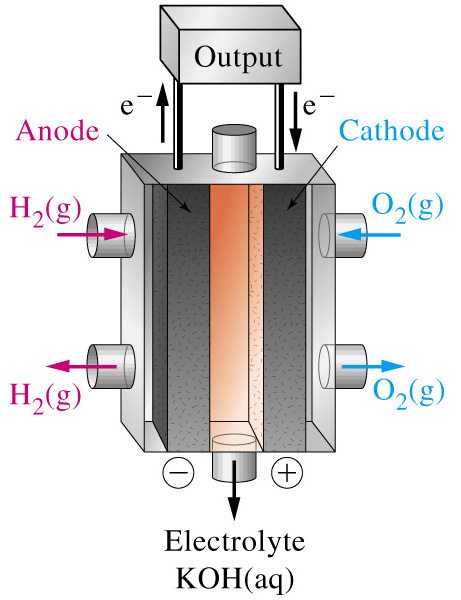 Output
e⁻
e⁻
Anode
Cathode
H₂(g)
O₂(g)
H₂(g)
O₂(g)
−
+
Electrolyte
KOH(aq)